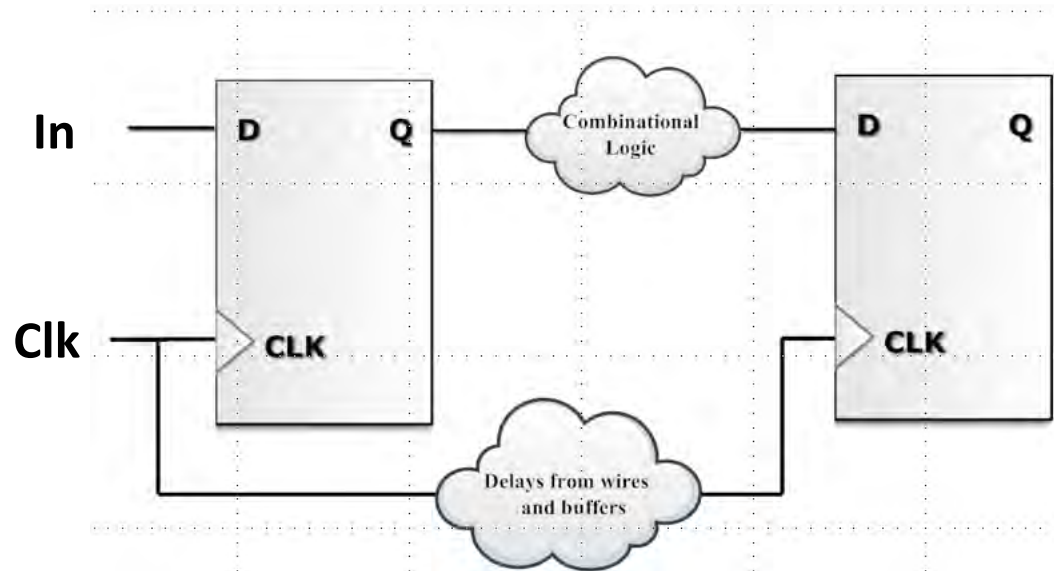 In
D
Q
Combinational
Logic
D
Q
Clk
CLK
CLK
Delays from wires
and buffers